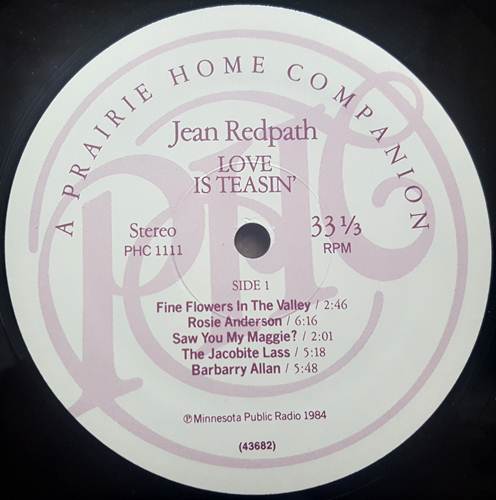 A PRAIRIE HOME COMPANION
PHC
Jean Redpath
LOVE
IS TEASIN'
Stereo
PHC 1111
33 1/3
RPM
SIDE 1
Fine Flowers In The Valley / 2:46
Rosie Anderson / 6:16
Saw You My Maggie? / 2:01
The Jacobite Lass / 5:18
Barbarry Allan / 5:48
℗ Minnesota Public Radio 1984
(43682)